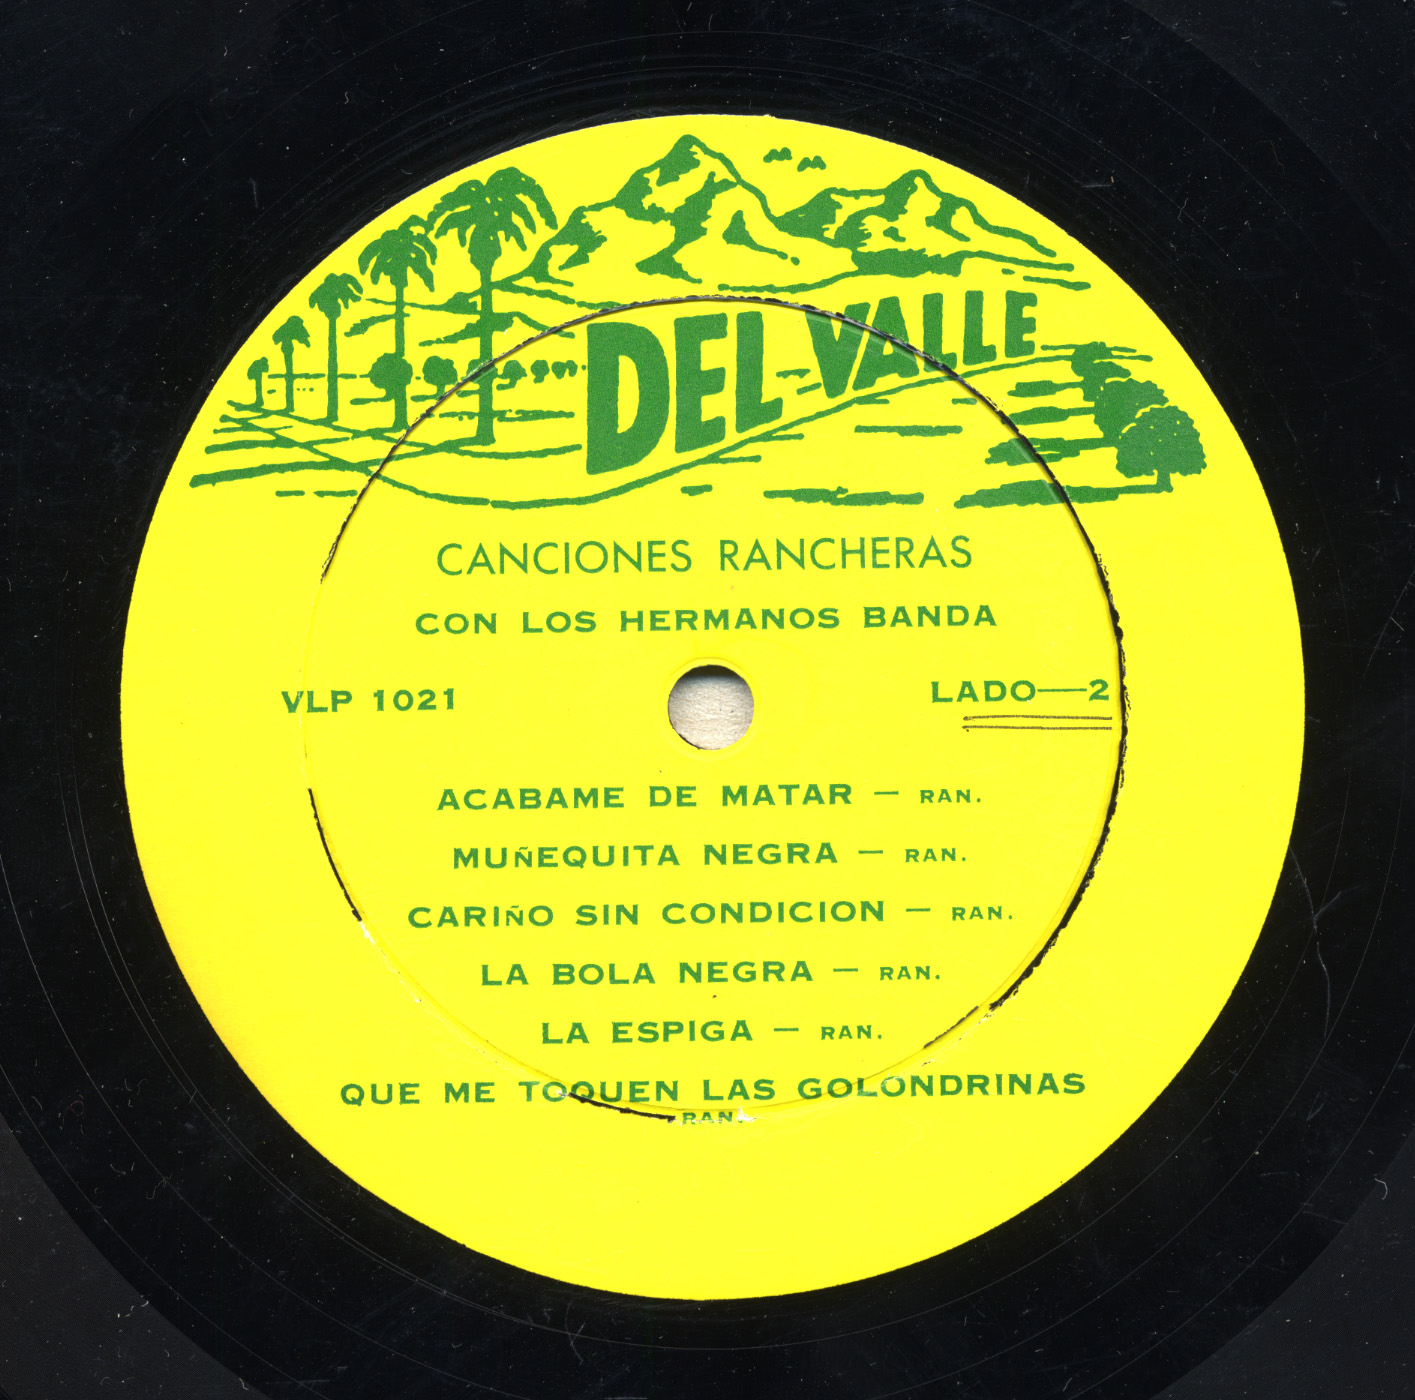 DEL VALLE
CANCIONES RANCHERAS
CON LOS HERMANOS BANDA
VLP 1021
LADO—2
ACABAME DE MATAR — RAN.
MUÑEQUITA NEGRA — RAN.
CARIÑO SIN CONDICION — RAN.
LA BOLA NEGRA — RAN.
LA ESPIGA — RAN.
QUE ME TOQUEN LAS GOLONDRINAS
RAN.